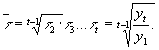 r̄ = ᵗ⁻¹√(r₂ · r₃ … rₜ) = ᵗ⁻¹√(yₜ / y₁).